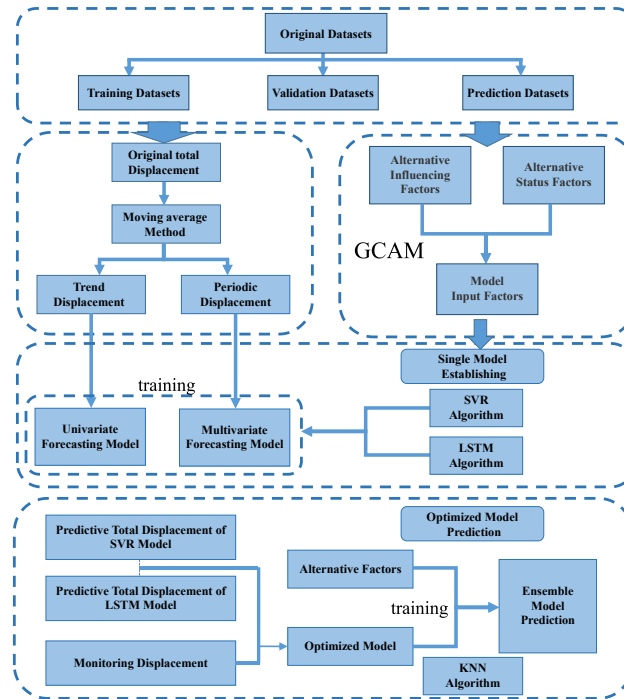 Original Datasets
Training Datasets
Validation Datasets
Prediction Datasets
Original total
Displacement
Moving average
Method
Trend
Displacement
Periodic
Displacement
Alternative
Influencing
Factors
Alternative
Status Factors
GCAM
Model
Input Factors
Single Model
Establishing
training
Univariate
Forecasting Model
Multivariate
Forecasting Model
SVR
Algorithm
LSTM
Algorithm
Predictive Total Displacement of
SVR Model
Predictive Total Displacement of
LSTM Model
Monitoring Displacement
Optimized Model
Prediction
Alternative Factors
training
Optimized Model
Ensemble
Model
Prediction
KNN
Algorithm